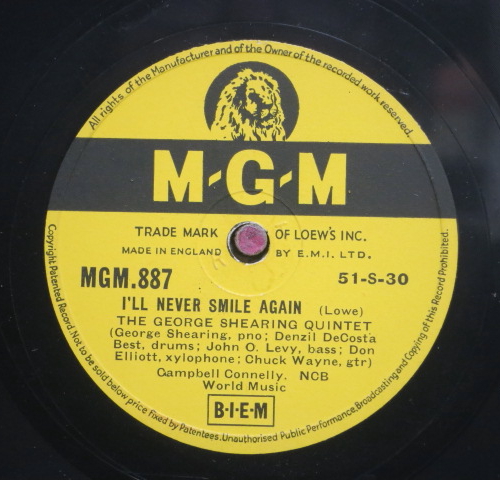 All rights of the Manufacturer and of the Owner of the recorded work reserved.
M-G-M
TRADE MARK OF LOEW'S INC.
MADE IN ENGLAND BY E.M.I. LTD.
MGM.887 51-S-30
I'LL NEVER SMILE AGAIN (Lowe)
THE GEORGE SHEARING QUINTET
(George Shearing, pno; Denzil DeCosta
Best, drums; John O. Levy, bass; Don
Elliott, xylophone; Chuck Wayne, gtr)
Campbell Connelly. NCB
World Music
B·I·E·M
Copyright Patented Record Not to be sold below price fixed by Patentees. Unauthorised Public Performance, Broadcasting and Copying of this Record Prohibited.